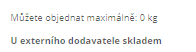 Můžete objednat maximálně: 0 kg
U externího dodavatele skladem